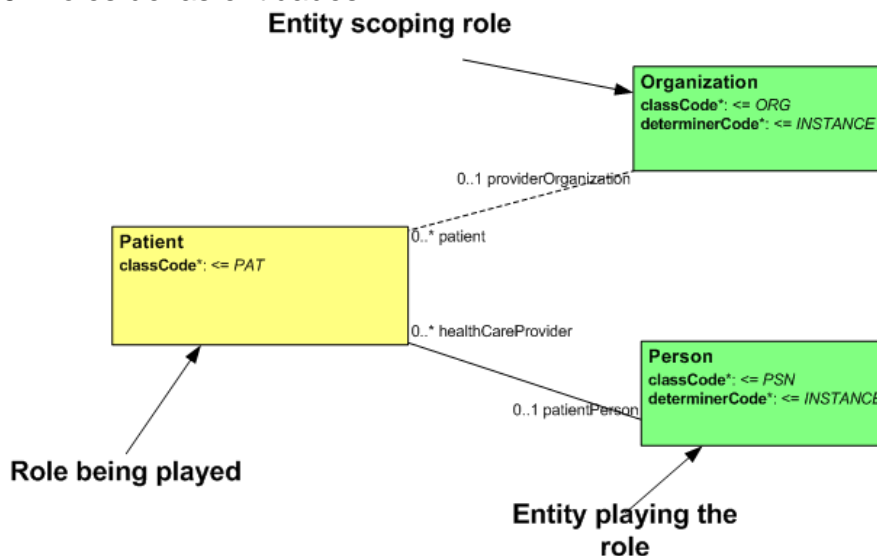 Entity scoping role
Organization
classCode*: <= ORG
determinerCode*: <= INSTANCE
0..1 providerOrganization
0..* patient
Patient
classCode*: <= PAT
0..* healthCareProvider
Person
classCode*: <= PSN
determinerCode*: <= INSTANCE
0..1 patientPerson
Role being played
Entity playing the
role